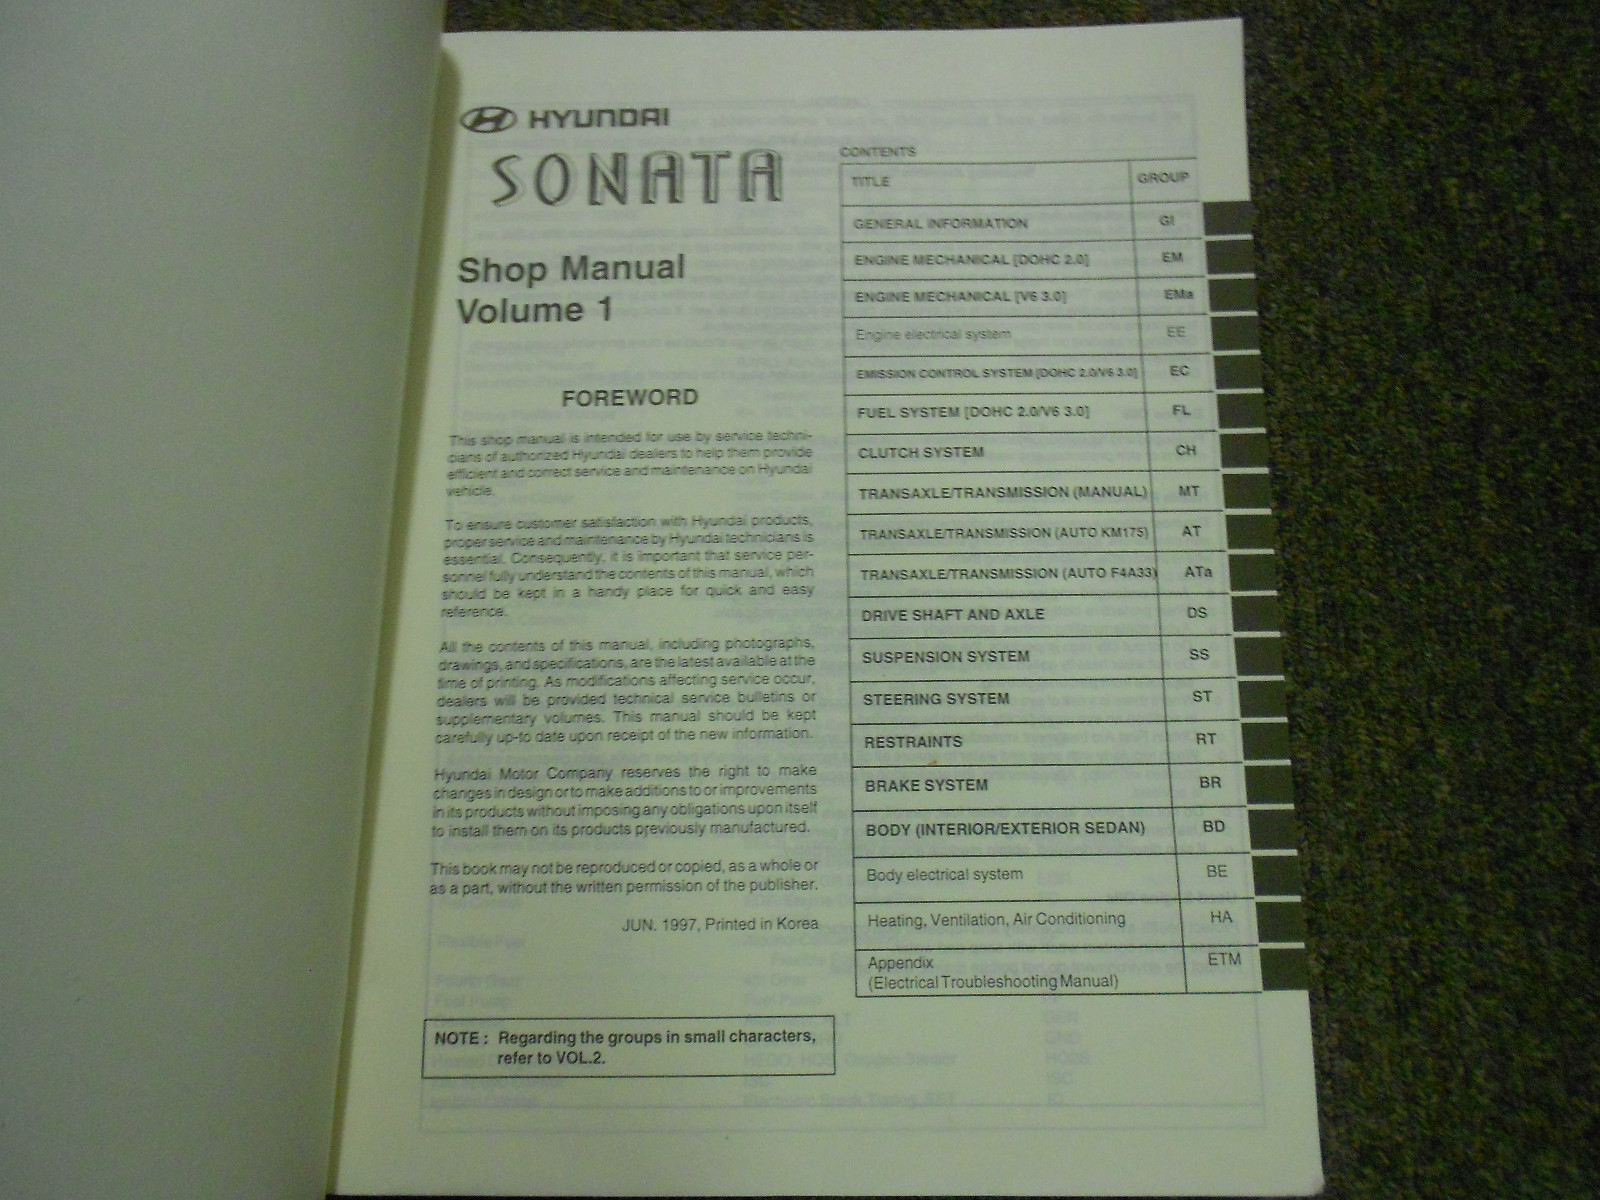 HYUNDAI
SONATA
Shop Manual
Volume 1
FOREWORD
This shop manual is intended for use by service techni-
cians of authorized Hyundai dealers to help them provide
efficient and correct service and maintenance on Hyundai
vehicle.
To ensure customer satisfaction with Hyundai products,
proper service and maintenance by Hyundai technicians is
essential. Consequently, it is important that service per-
sonnel fully understand the contents of this manual, which
should be kept in a handy place for quick and easy
reference.
All the contents of this manual, including photographs,
drawings, and specifications, are the latest available at the
time of printing. As modifications affecting service occur,
dealers will be provided technical service bulletins or
supplementary volumes. This manual should be kept
carefully up-to date upon receipt of the new information.
Hyundai Motor Company reserves the right to make
changes in design or to make additions to or improvements
in its products without imposing any obligations upon itself
to install them on its products previously manufactured.
This book may not be reproduced or copied, as a whole or
as a part, without the written permission of the publisher.
JUN. 1997, Printed in Korea
NOTE : Regarding the groups in small characters,
refer to VOL.2.
CONTENTS
TITLE GROUP
GENERAL INFORMATION GI
ENGINE MECHANICAL [DOHC 2.0] EM
ENGINE MECHANICAL [V6 3.0] EMa
Engine electrical system EE
EMISSION CONTROL SYSTEM [DOHC 2.0/V6 3.0] EC
FUEL SYSTEM [DOHC 2.0/V6 3.0] FL
CLUTCH SYSTEM CH
TRANSAXLE/TRANSMISSION (MANUAL) MT
TRANSAXLE/TRANSMISSION (AUTO KM175) AT
TRANSAXLE/TRANSMISSION (AUTO F4A33) ATa
DRIVE SHAFT AND AXLE DS
SUSPENSION SYSTEM SS
STEERING SYSTEM ST
RESTRAINTS RT
BRAKE SYSTEM BR
BODY (INTERIOR/EXTERIOR SEDAN) BD
Body electrical system BE
Heating, Ventilation, Air Conditioning HA
Appendix ETM
(Electrical Troubleshooting Manual)